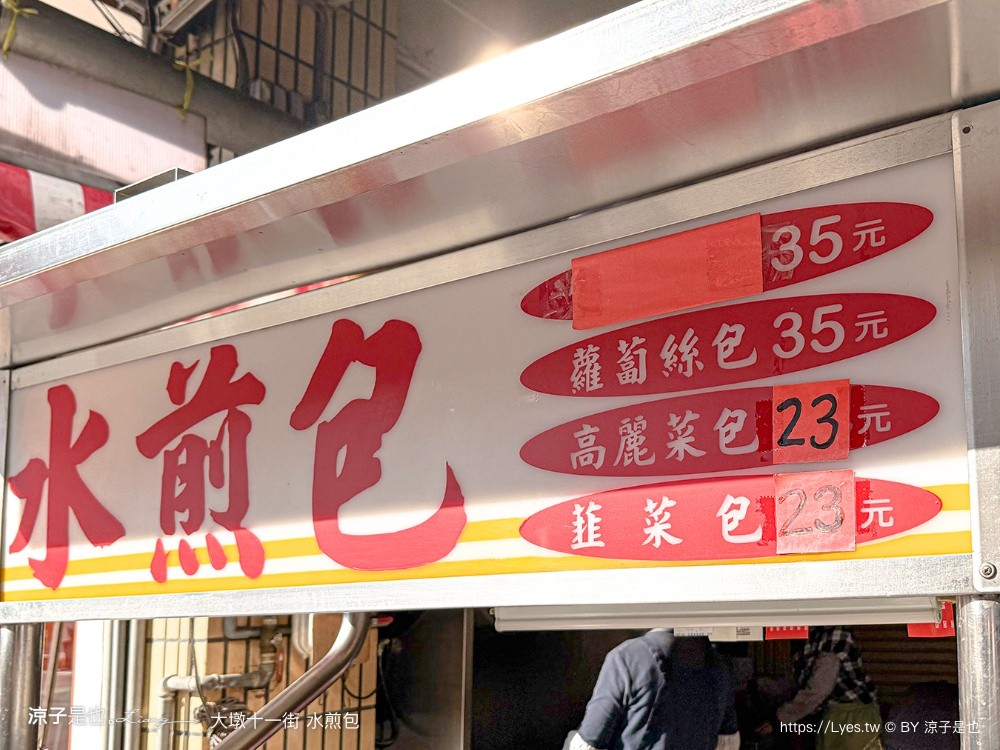 水煎包
35元
蘿蔔絲包 35元
高麗菜包 23元
韮菜包 23元
涼子是也 Liang 大墩十一街 水煎包
https://Lyes.tw © BY 涼子是也